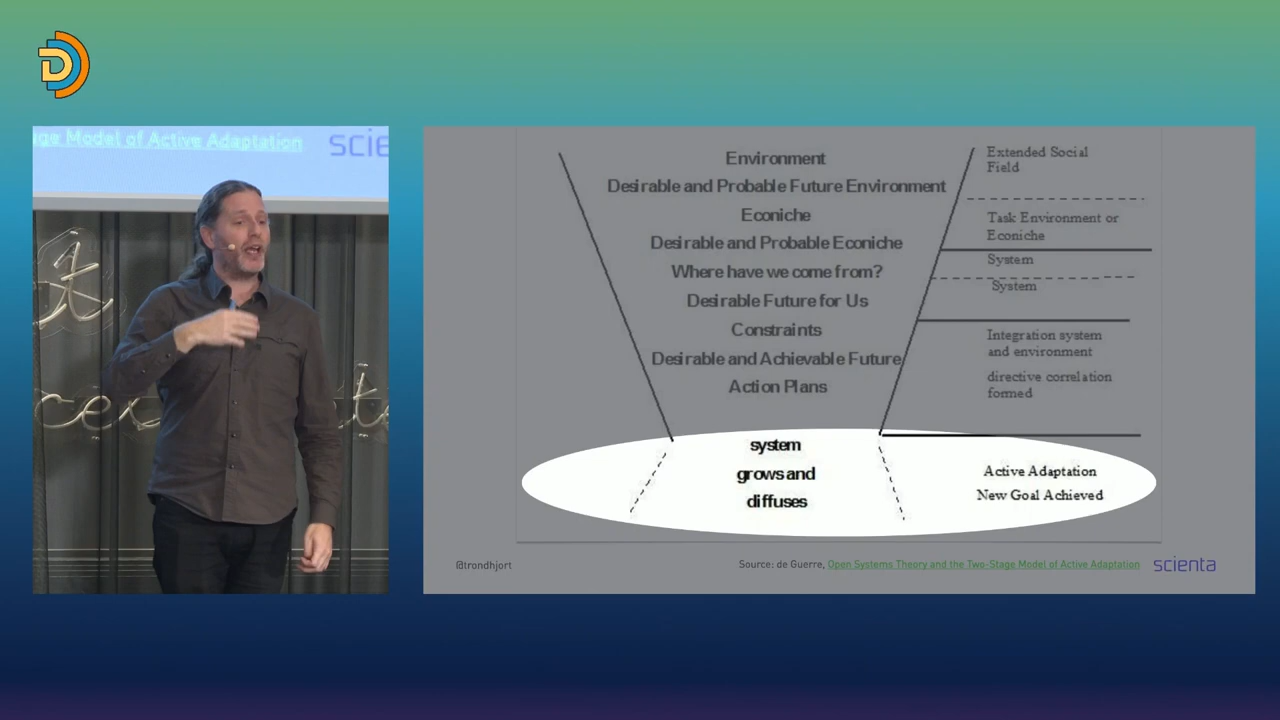 D
ge Model of Active Adaptation
scie
Environment
Desirable and Probable Future Environment
Econiche
Desirable and Probable Econiche
Where have we come from?
Desirable Future for Us
Constraints
Desirable and Achievable Future
Action Plans
system
grows and
diffuses
Extended Social
Field
Task Environment or
Econiche
System
System
Integration system
and environment
directive correlation
formed
Active Adaptation
New Goal Achieved
@trondhjort
Source: de Guerre, Open Systems Theory and the Two-Stage Model of Active Adaptation
scienta